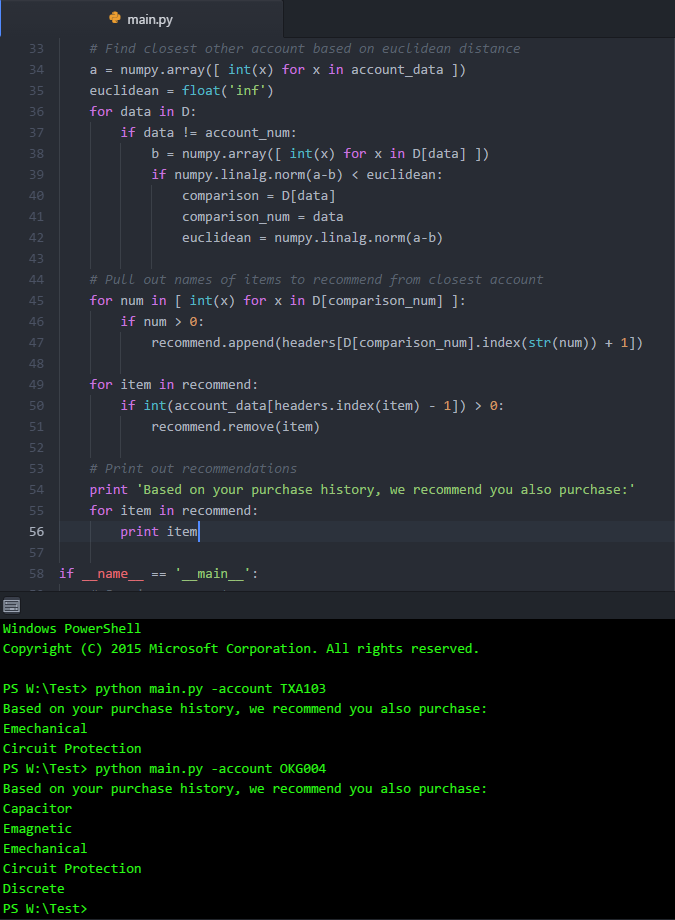 main.py
33 # Find closest other account based on euclidean distance
34 a = numpy.array([ int(x) for x in account_data ])
35 euclidean = float('inf')
36 for data in D:
37 if data != account_num:
38 b = numpy.array([ int(x) for x in D[data] ])
39 if numpy.linalg.norm(a-b) < euclidean:
40 comparison = D[data]
41 comparison_num = data
42 euclidean = numpy.linalg.norm(a-b)
43
44 # Pull out names of items to recommend from closest account
45 for num in [ int(x) for x in D[comparison_num] ]:
46 if num > 0:
47 recommend.append(headers[D[comparison_num].index(str(num)) + 1])
48
49 for item in recommend:
50 if int(account_data[headers.index(item) - 1]) > 0:
51 recommend.remove(item)
52
53 # Print out recommendations
54 print 'Based on your purchase history, we recommend you also purchase:'
55 for item in recommend:
56 print item
57
58 if __name__ == '__main__':
Windows PowerShell
Copyright (C) 2015 Microsoft Corporation. All rights reserved.
PS W:\Test> python main.py -account TXA103
Based on your purchase history, we recommend you also purchase:
Emechanical
Circuit Protection
PS W:\Test> python main.py -account OKG004
Based on your purchase history, we recommend you also purchase:
Capacitor
Emagnetic
Emechanical
Circuit Protection
Discrete
PS W:\Test>